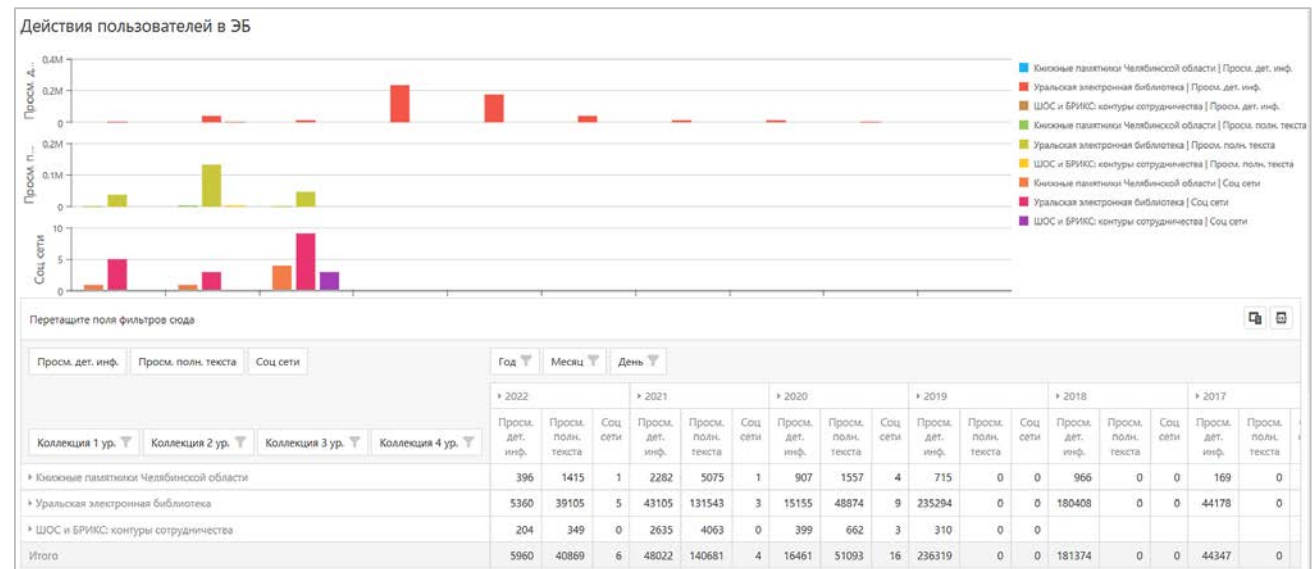 Действия пользователей в ЭБ
0,4M
0,2M
0
Просм. д...
0,2M
0,1M
0
Просм. п...
10
5
0
Соц сети
Книжные памятники Челябинской области | Просм. дет. инф.
Уральская электронная библиотека | Просм. дет. инф.
ШОС и БРИКС: контуры сотрудничества | Просм. дет. инф.
Книжные памятники Челябинской области | Просм. полн. текста
Уральская электронная библиотека | Просм. полн. текста
ШОС и БРИКС: контуры сотрудничества | Просм. полн. текста
Книжные памятники Челябинской области | Соц сети
Уральская электронная библиотека | Соц сети
ШОС и БРИКС: контуры сотрудничества | Соц сети
Перетащите поля фильтров сюда
Просм. дет. инф. Просм. полн. текста Соц сети Год Месяц День
2022 2021 2020 2019 2018 2017
Коллекция 1 ур. Коллекция 2 ур. Коллекция 3 ур. Коллекция 4 ур.
Просм. Просм. Соц Просм. Просм. Соц Просм. Просм. Соц Просм. Просм. Соц Просм. Просм. Соц Просм. Просм.
дет. полн. сети дет. полн. сети дет. полн. сети дет. полн. сети дет. полн. сети дет. полн.
инф. текста инф. текста инф. текста инф. текста инф. текста инф. текста
Книжные памятники Челябинской области 396 1415 1 2282 5075 1 907 1557 4 715 0 0 966 0 0 169 0
Уральская электронная библиотека 5360 39105 5 43105 131543 3 15155 48874 9 235294 0 0 180408 0 0 44178 0
ШОС и БРИКС: контуры сотрудничества 204 349 0 2635 4063 0 399 662 3 310 0 0
Итого 5960 40869 6 48022 140681 4 16461 51093 16 236319 0 0 181374 0 0 44347 0